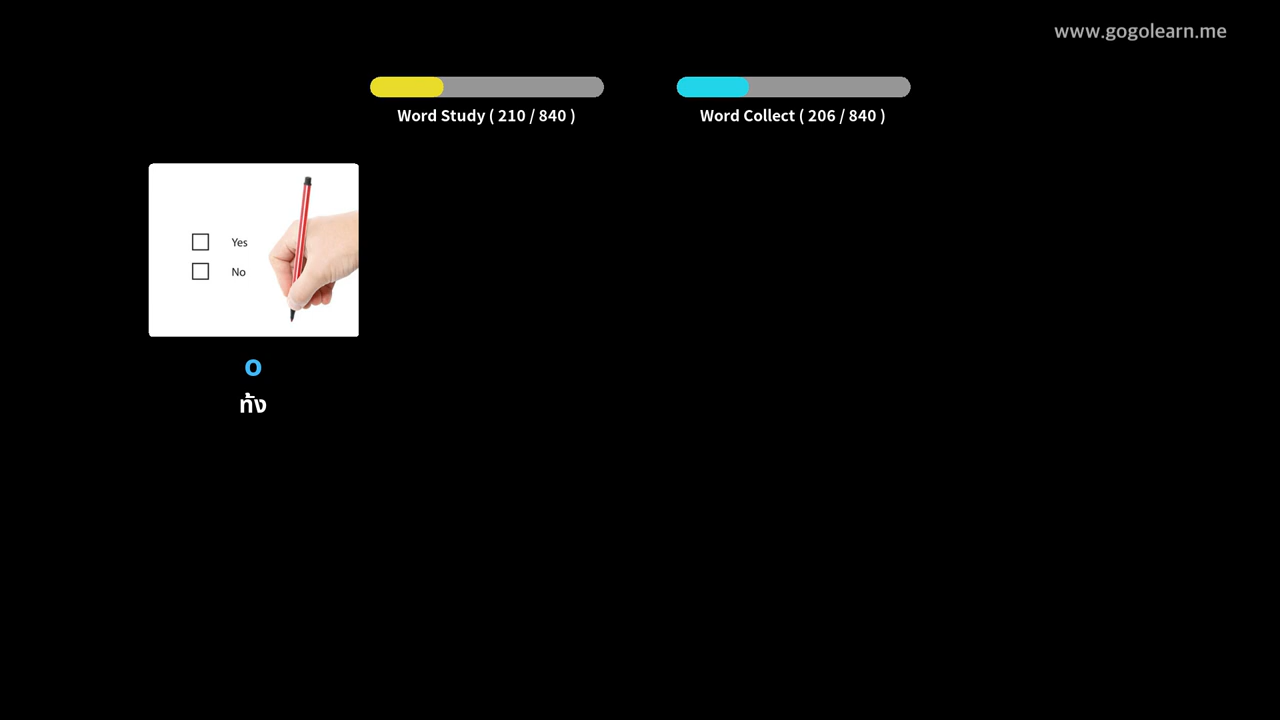 www.gogolearn.me
Word Study ( 210 / 840 )
Word Collect ( 206 / 840 )
Yes
No
o
ทัง